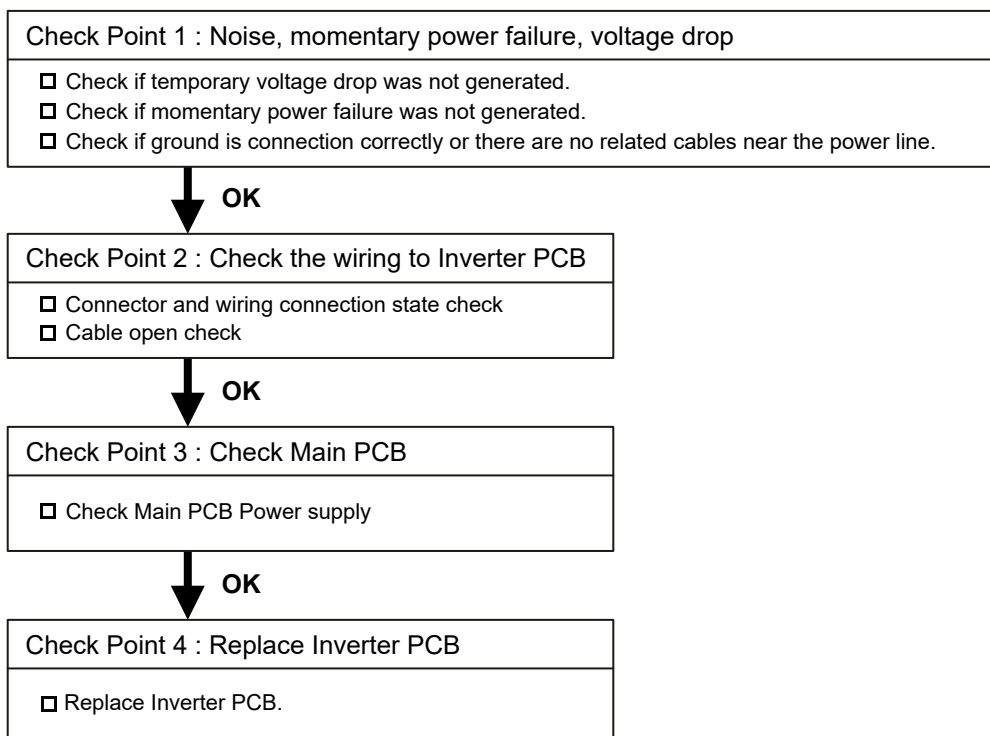 Check Point 1 : Noise, momentary power failure, voltage drop
Check if temporary voltage drop was not generated.
Check if momentary power failure was not generated.
Check if ground is connection correctly or there are no related cables near the power line.
OK
Check Point 2 : Check the wiring to Inverter PCB
Connector and wiring connection state check
Cable open check
OK
Check Point 3 : Check Main PCB
Check Main PCB Power supply
OK
Check Point 4 : Replace Inverter PCB
Replace Inverter PCB.